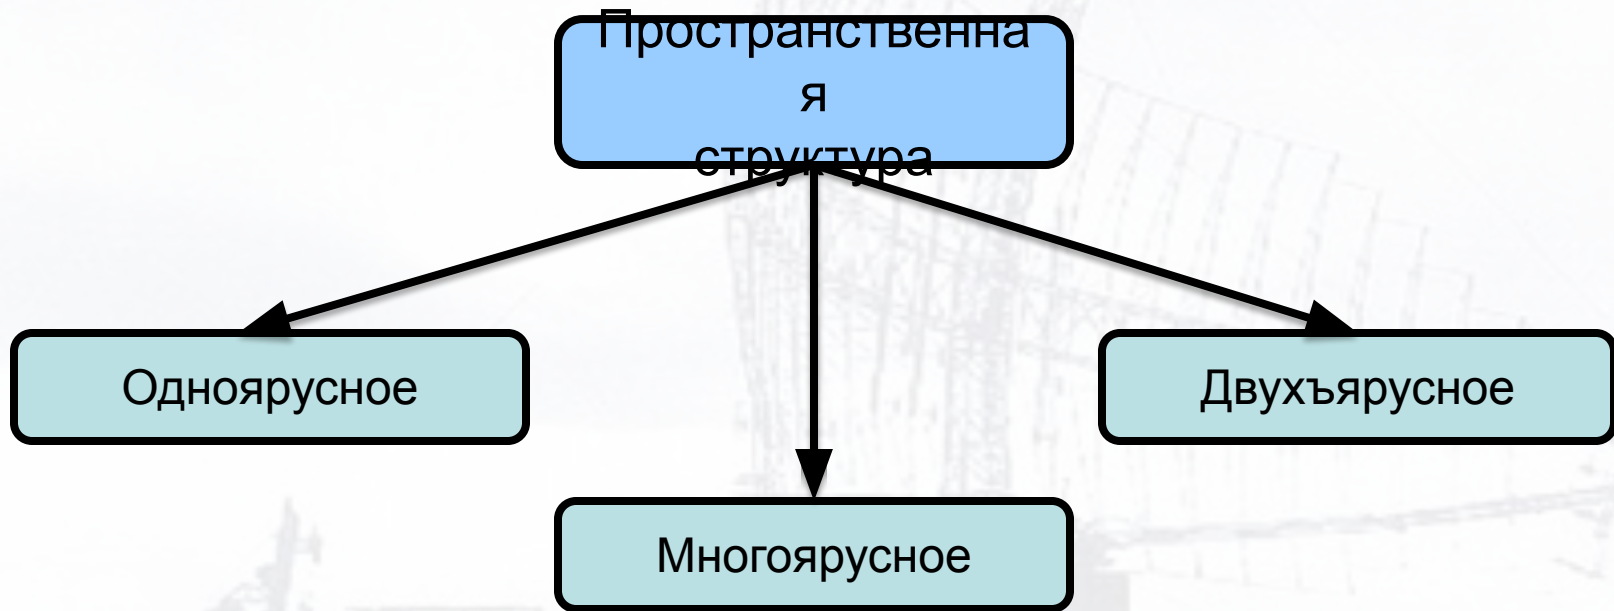 Пространственна
я
структура
Одноярусное
Двухъярусное
Многоярусное